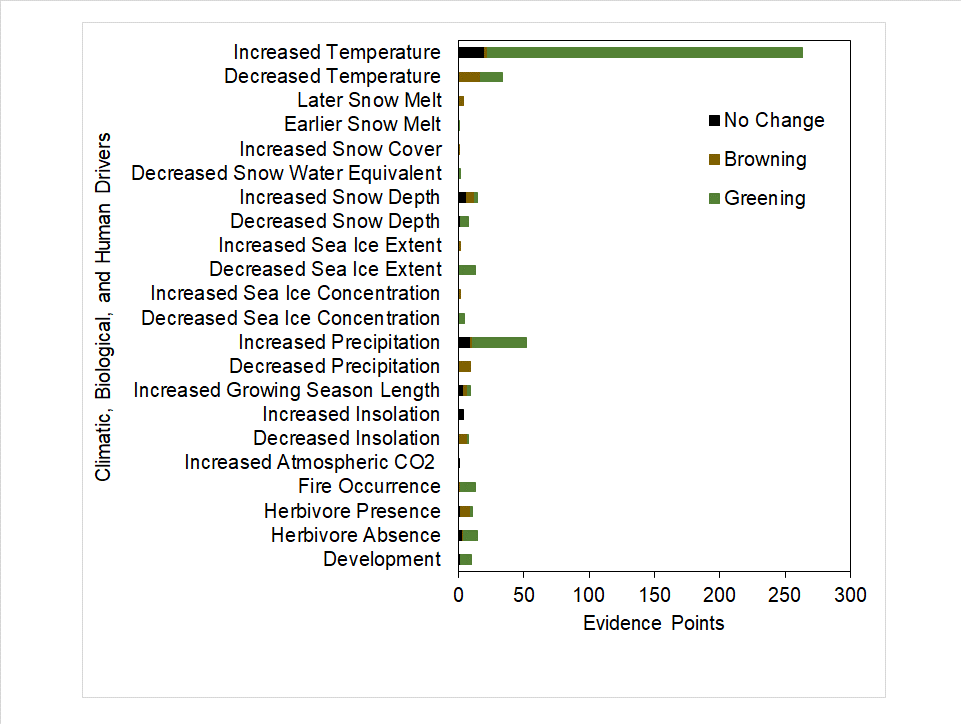 Climatic, Biological, and Human Drivers
Increased Temperature
Decreased Temperature
Later Snow Melt
Earlier Snow Melt
Increased Snow Cover
Decreased Snow Water Equivalent
Increased Snow Depth
Decreased Snow Depth
Increased Sea Ice Extent
Decreased Sea Ice Extent
Increased Sea Ice Concentration
Decreased Sea Ice Concentration
Increased Precipitation
Decreased Precipitation
Increased Growing Season Length
Increased Insolation
Decreased Insolation
Increased Atmospheric CO2
Fire Occurrence
Herbivore Presence
Herbivore Absence
Development
No Change
Browning
Greening
0 50 100 150 200 250 300
Evidence Points